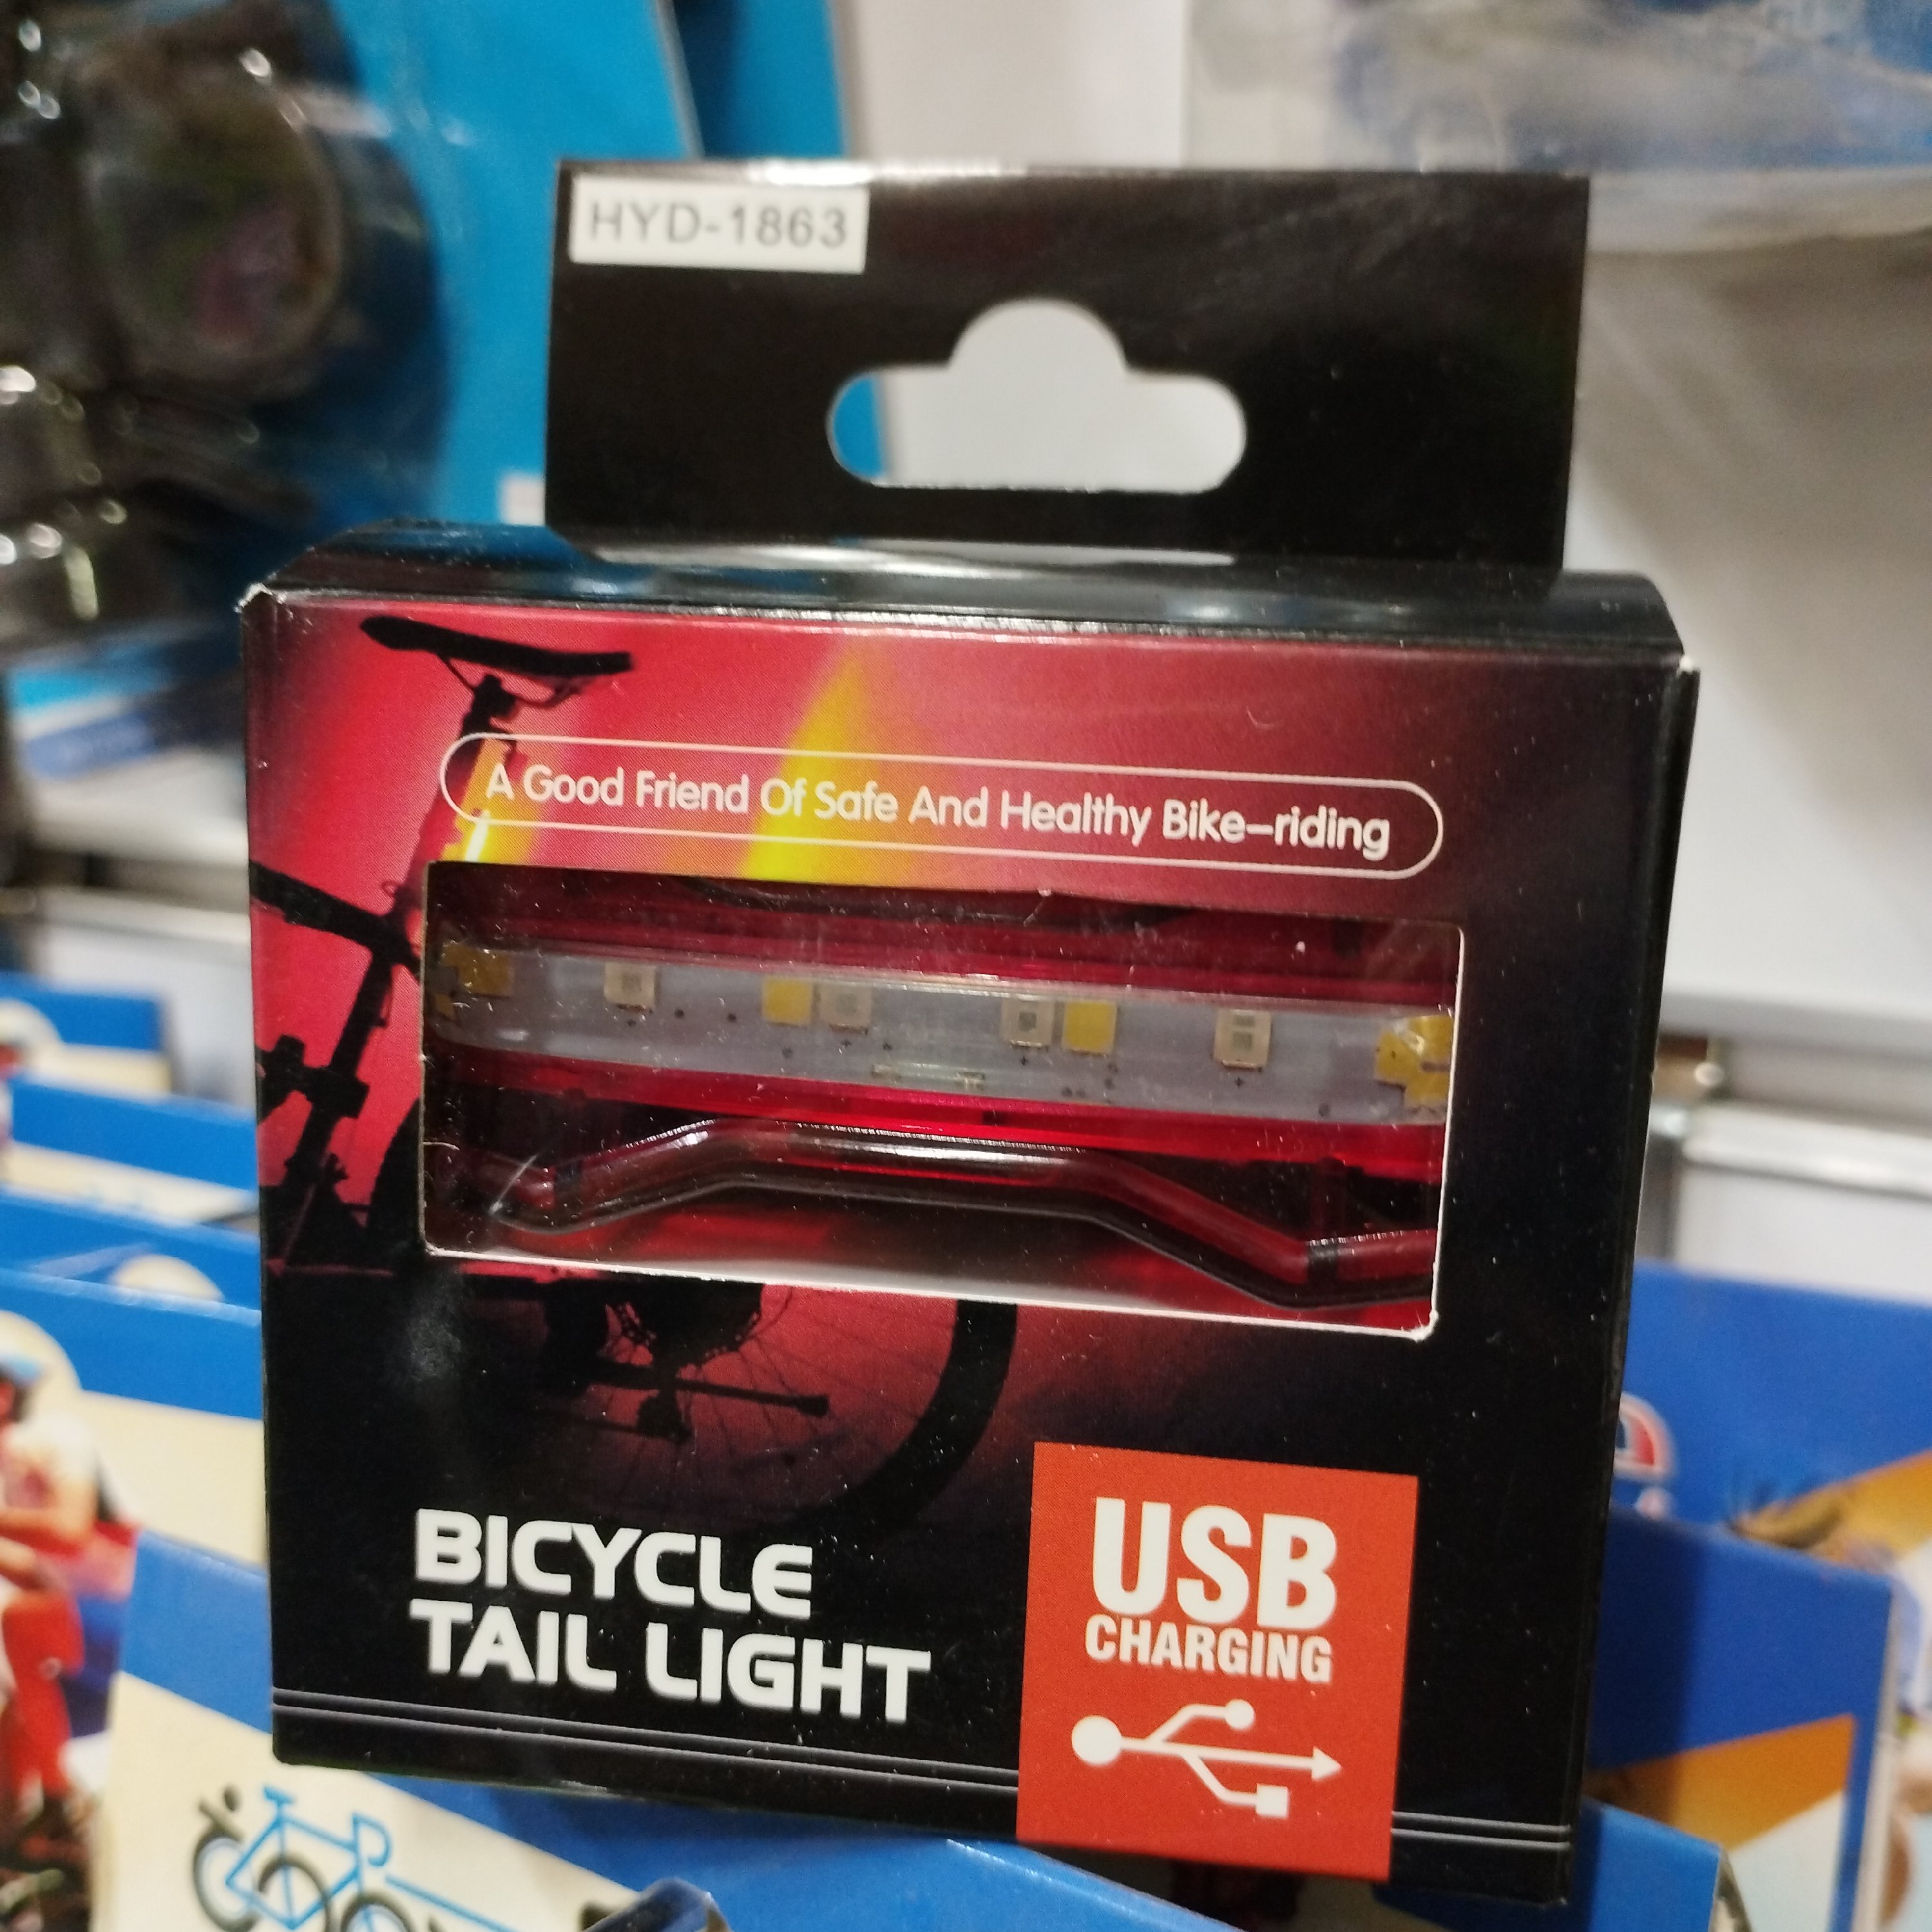 HYD-1863
A Good Friend Of Safe And Healthy Bike-riding
BICYCLE
TAIL LIGHT
USB
CHARGING